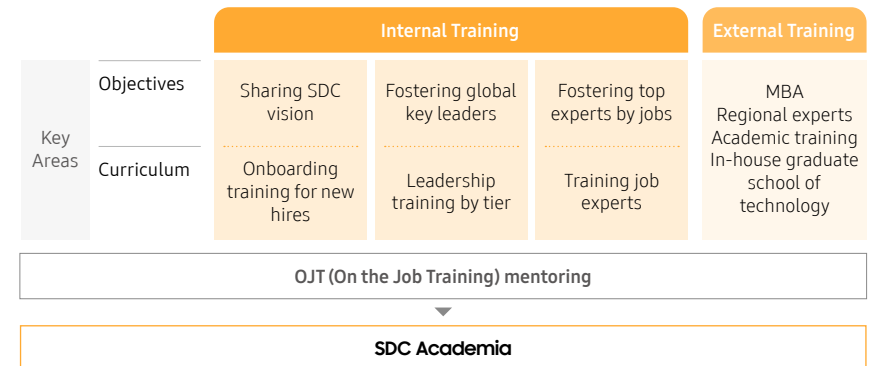 Internal Training
External Training
Key
Areas
Objectives
Sharing SDC
vision
Fostering global
key leaders
Fostering top
experts by jobs
Curriculum
Onboarding
training for new
hires
Leadership
training by tier
Training job
experts
MBA
Regional experts
Academic training
In-house graduate
school of
technology
OJT (On the Job Training) mentoring
SDC Academia